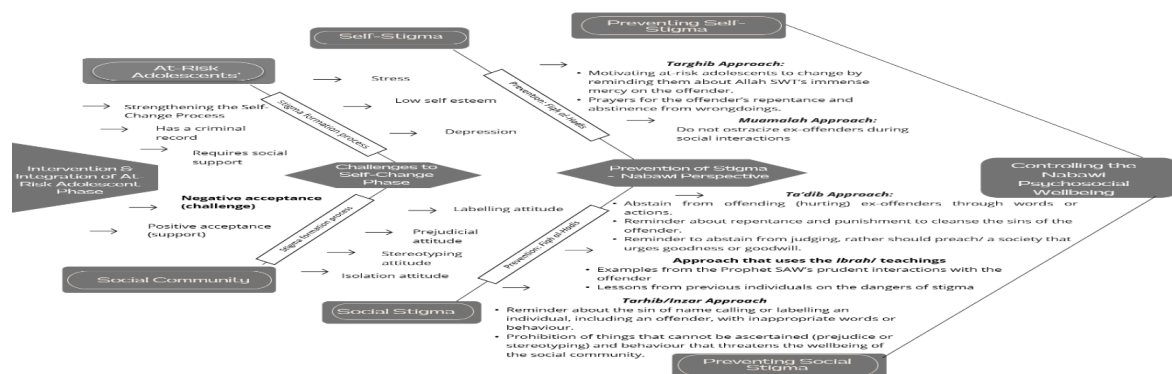 Preventing Self-
Stigma
Self-Stigma
At-Risk
Adolescents'
Targhib Approach:
• Motivating at-risk adolescents to change by
reminding them about Allah SWT's immense
mercy on the offender.
• Prayers for the offender's repentance and
abstinence from wrongdoings.
Muamalah Approach:
Do not ostracize ex-offenders during
social interactions
Stress
Low self esteem
Depression
Stigma formation process
Prevention: Fiqh al-Hadis
Strengthening the Self-
Change Process
Has a criminal
record
Requires social
support
Intervention &
Integration of At-
Risk Adolescent
Phase
Challenges to
Self-Change
Phase
Prevention of Stigma
- Nabawi Perspective
Controlling the
Nabawi
Psychosocial
Wellbeing
Negative acceptance
(challenge)
Positive acceptance
(support)
Social Community
Stigma formation process
Labelling attitude
Prejudicial
attitude
Stereotyping
attitude
Isolation attitude
Social Stigma
Prevention: Fiqh al-Hadis
Ta'dib Approach:
• Abstain from offending (hurting) ex-offenders through words or
actions.
• Reminder about repentance and punishment to cleanse the sins of the
offender.
• Reminder to abstain from judging, rather should preach/ a society that
urges goodness or goodwill.
Approach that uses the Ibrah/ teachings
• Examples from the Prophet SAW's prudent interactions with the
offender
• Lessons from previous individuals on the dangers of stigma
Tarhib/Inzar Approach
• Reminder about the sin of name calling or labelling an
individual, including an offender, with inappropriate words or
behaviour.
• Prohibition of things that cannot be ascertained (prejudice or
stereotyping) and behaviour that threatens the wellbeing of
the social community.
Preventing Social
Stigma